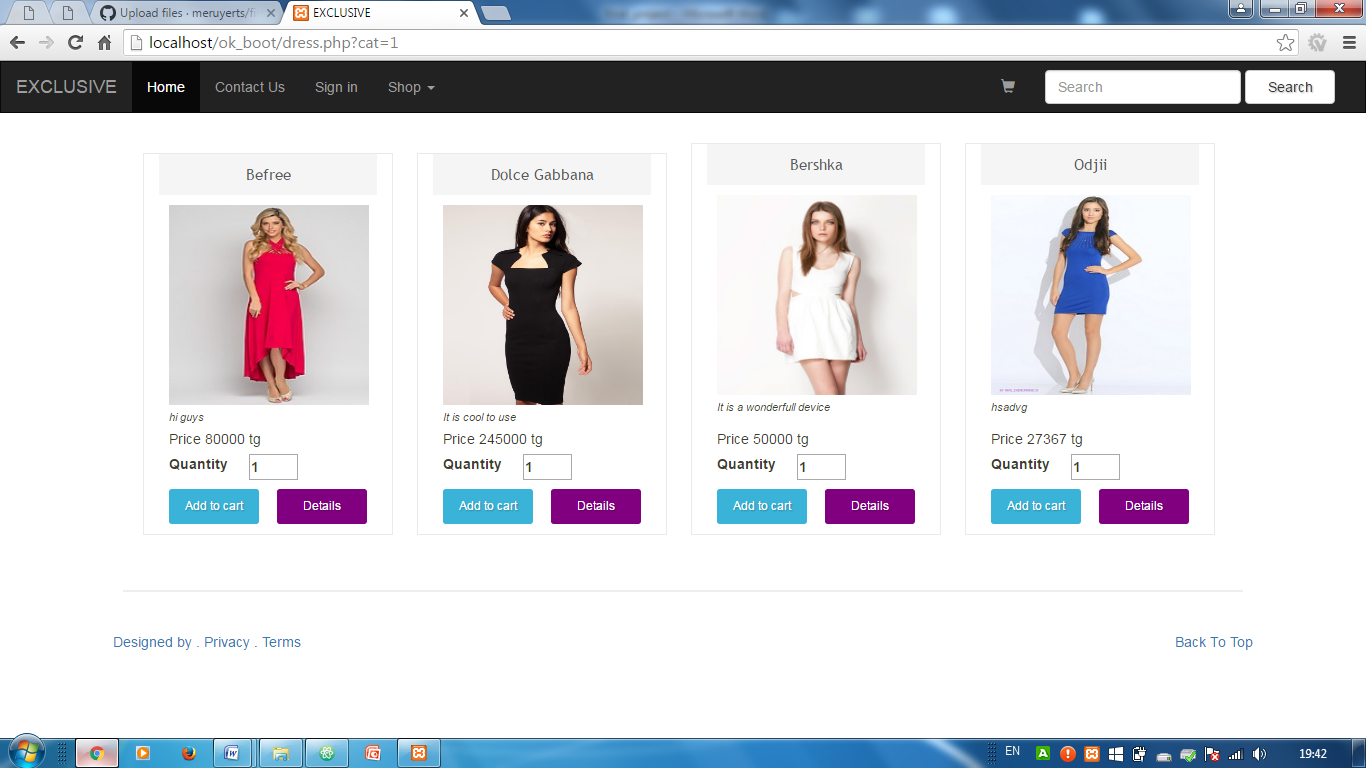 Upload files · meruyerts/fi
EXCLUSIVE
localhost/ok_boot/dress.php?cat=1
EXCLUSIVE Home Contact Us Sign in Shop Search Search
Befree
Dolce Gabbana
Bershka
Odjii
hi guys
It is cool to use
It is a wonderfull device
hsadvg
Price 80000 tg
Price 245000 tg
Price 50000 tg
Price 27367 tg
Quantity 1
Quantity 1
Quantity 1
Quantity 1
Add to cart Details
Add to cart Details
Add to cart Details
Add to cart Details
Designed by . Privacy . Terms
Back To Top
EN
19:42